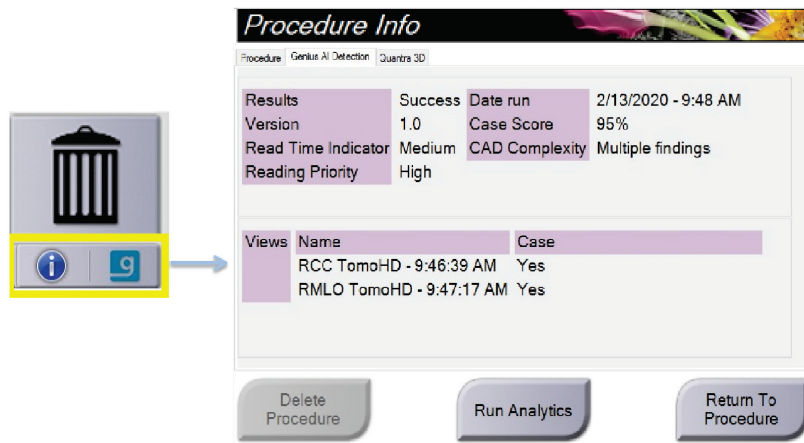 Procedure Info
Procedure Genius AI Detection Quantra 3D
Results Success Date run 2/13/2020 - 9:48 AM
Version 1.0 Case Score 95%
Read Time Indicator Medium CAD Complexity Multiple findings
Reading Priority High
Views Name Case
RCC TomoHD - 9:46:39 AM Yes
RMLO TomoHD - 9:47:17 AM Yes
i g
Delete Procedure Run Analytics Return To Procedure